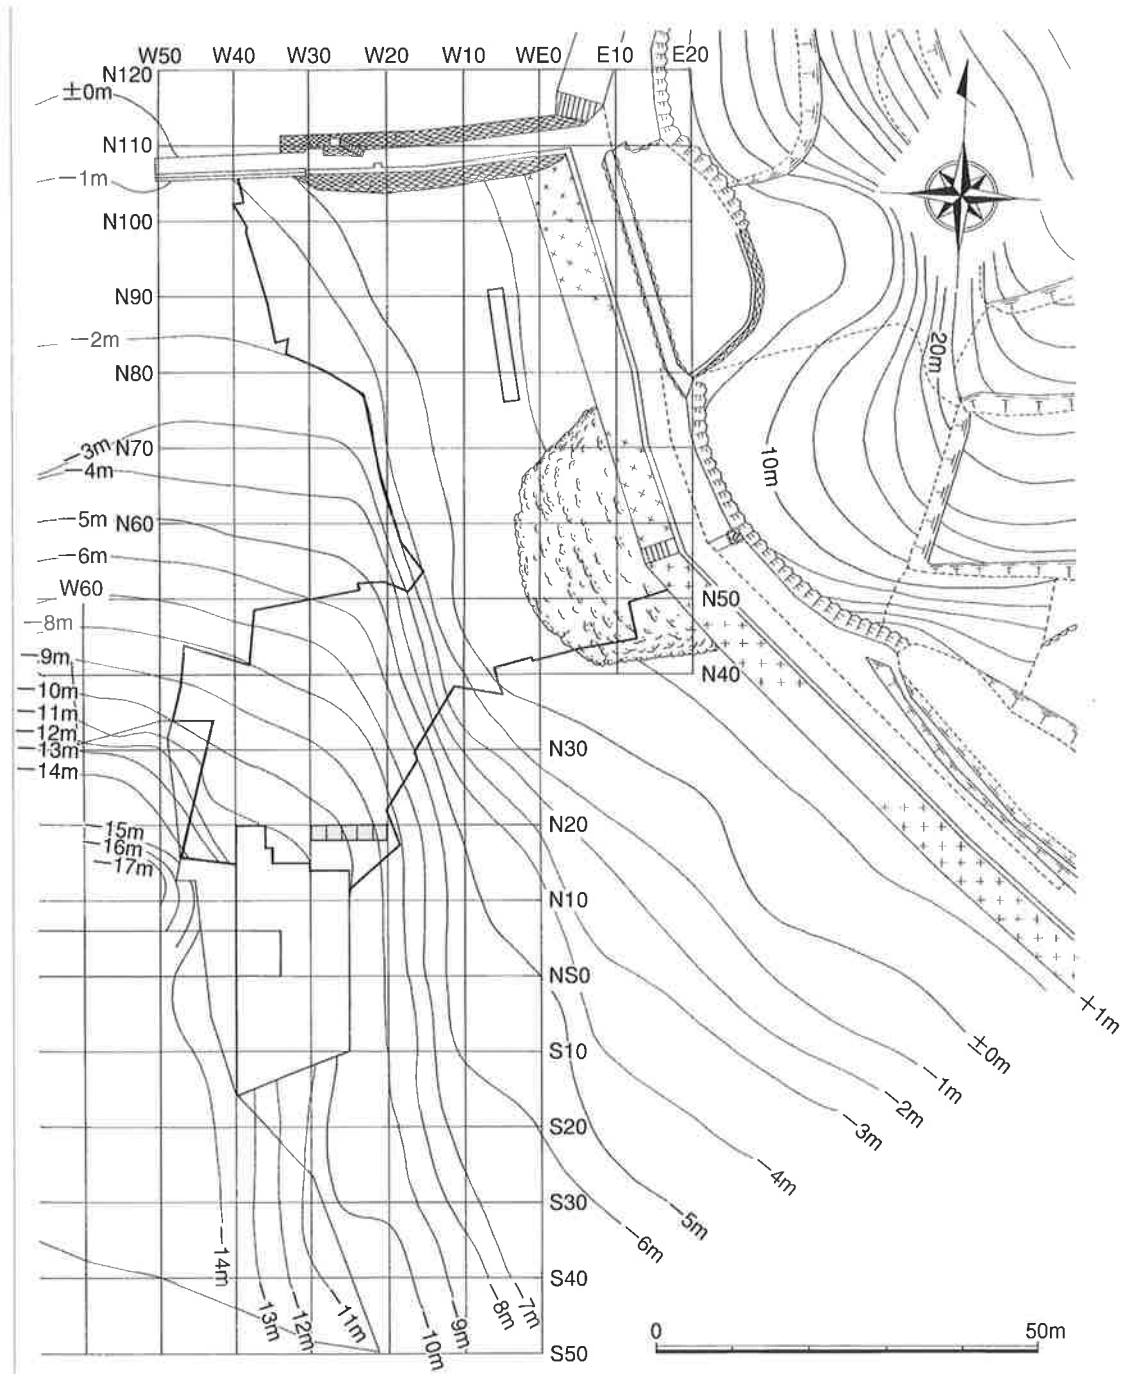 W50 W40 W30 W20 W10 WE0 E10 E20
N120
±0m
N110
−1m
N100
N90
−2m
20m
N80
−3m
N70
−4m
10m
−5m
N60
−6m
W60
N50
−8m
−9m
N40
−10m
−11m
−12m
−13m
N30
−14m
−15m
N20
−16m
−17m
N10
NS0
+1m
±0m
S10
−1m
−2m
S20
−3m
−4m
S30
−5m
−6m
−14m
S40
−13m
−12m
−11m
−10m
−9m
−8m
−7m
S50
0 50m